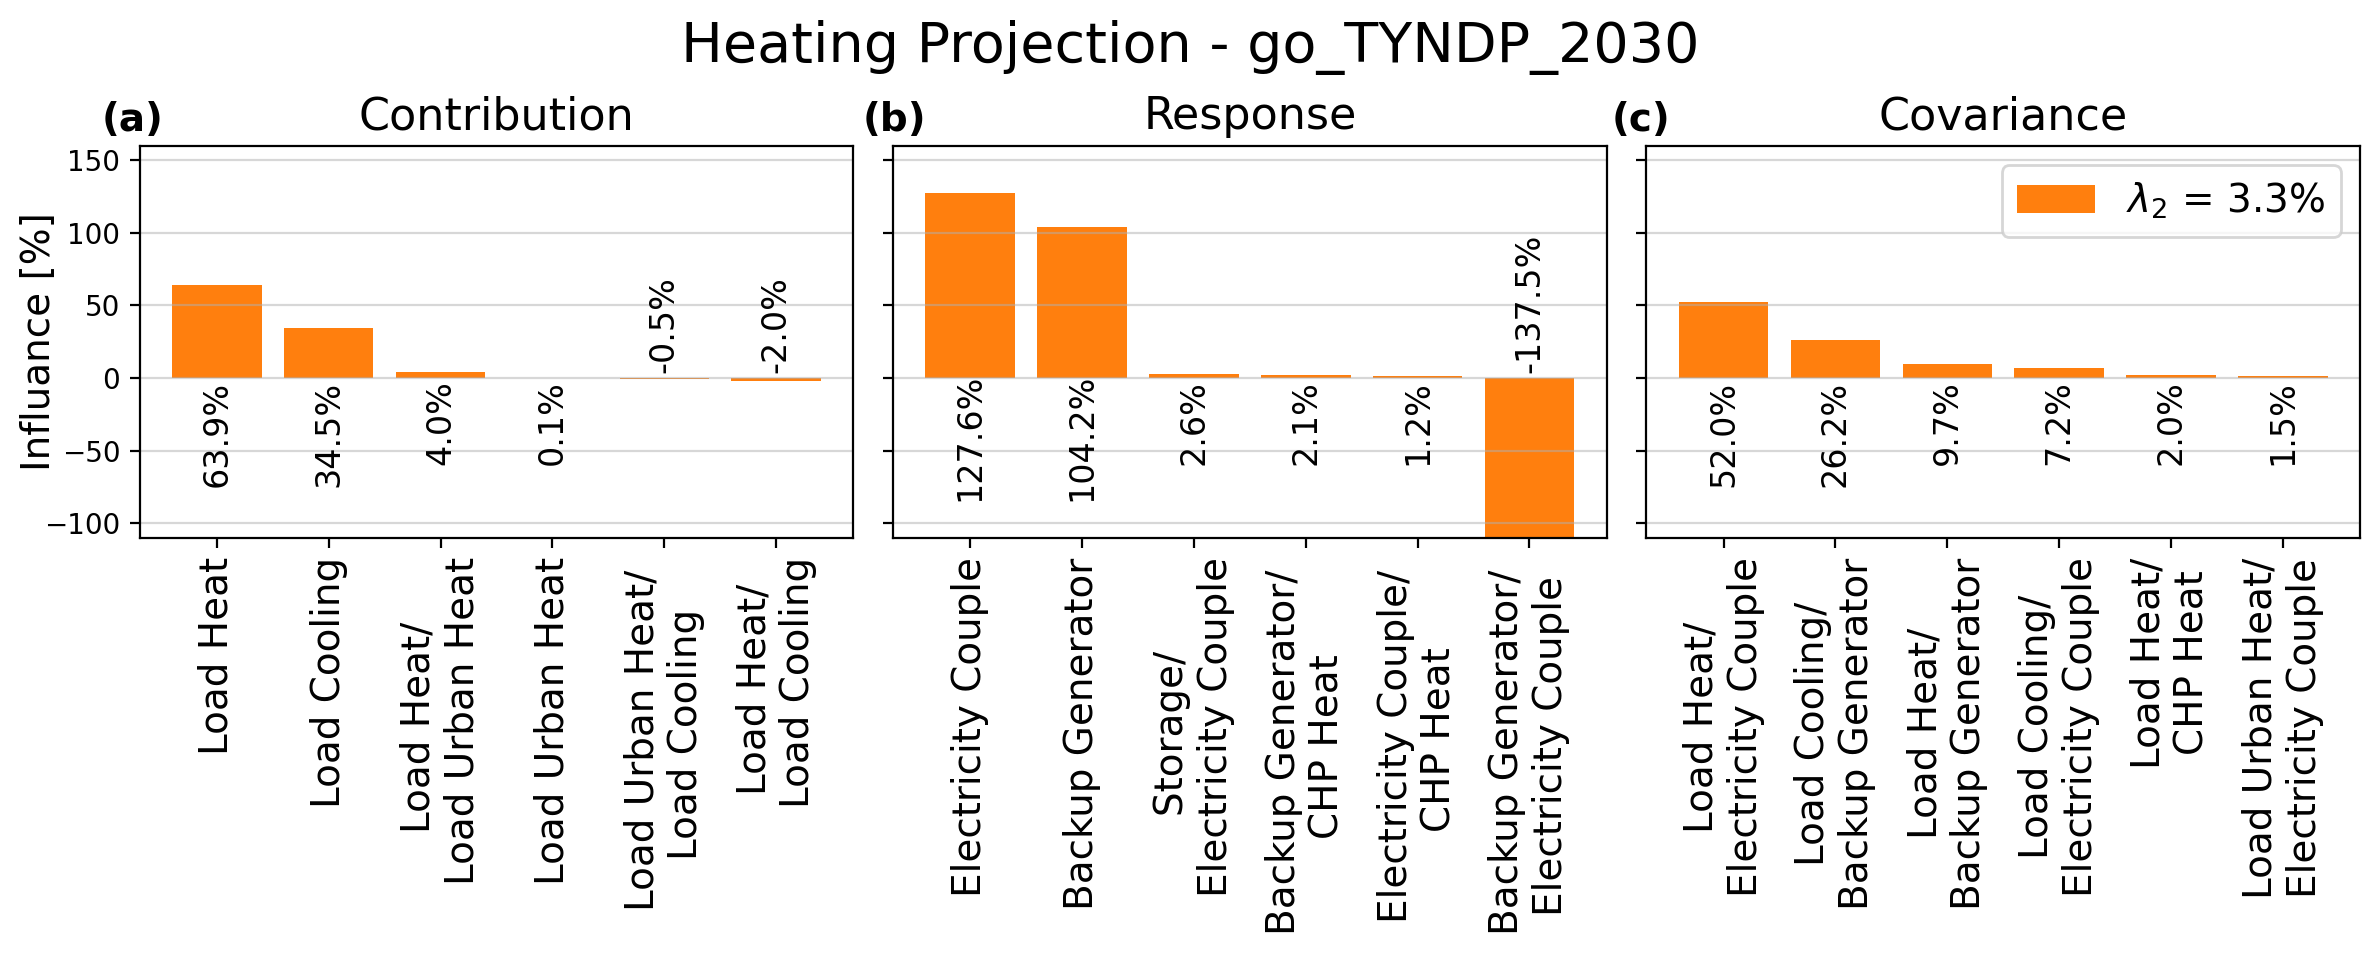 Heating Projection - go_TYNDP_2030
(a)
Contribution
(b)
Response
(c)
Covariance
Influance [%]
150
100
50
0
−50
−100
63.9%
34.5%
4.0%
0.1%
-0.5%
-2.0%
Load Heat
Load Cooling
Load Heat/
Load Urban Heat
Load Urban Heat
Load Urban Heat/
Load Cooling
Load Heat/
Load Cooling
127.6%
104.2%
2.6%
2.1%
1.2%
-137.5%
Electricity Couple
Backup Generator
Storage/
Electricity Couple
Backup Generator/
CHP Heat
Electricity Couple/
CHP Heat
Backup Generator/
Electricity Couple
λ2 = 3.3%
52.0%
26.2%
9.7%
7.2%
2.0%
1.5%
Load Heat/
Electricity Couple
Load Cooling/
Backup Generator
Load Heat/
Backup Generator
Load Cooling/
Electricity Couple
Load Heat/
CHP Heat
Load Urban Heat/
Electricity Couple